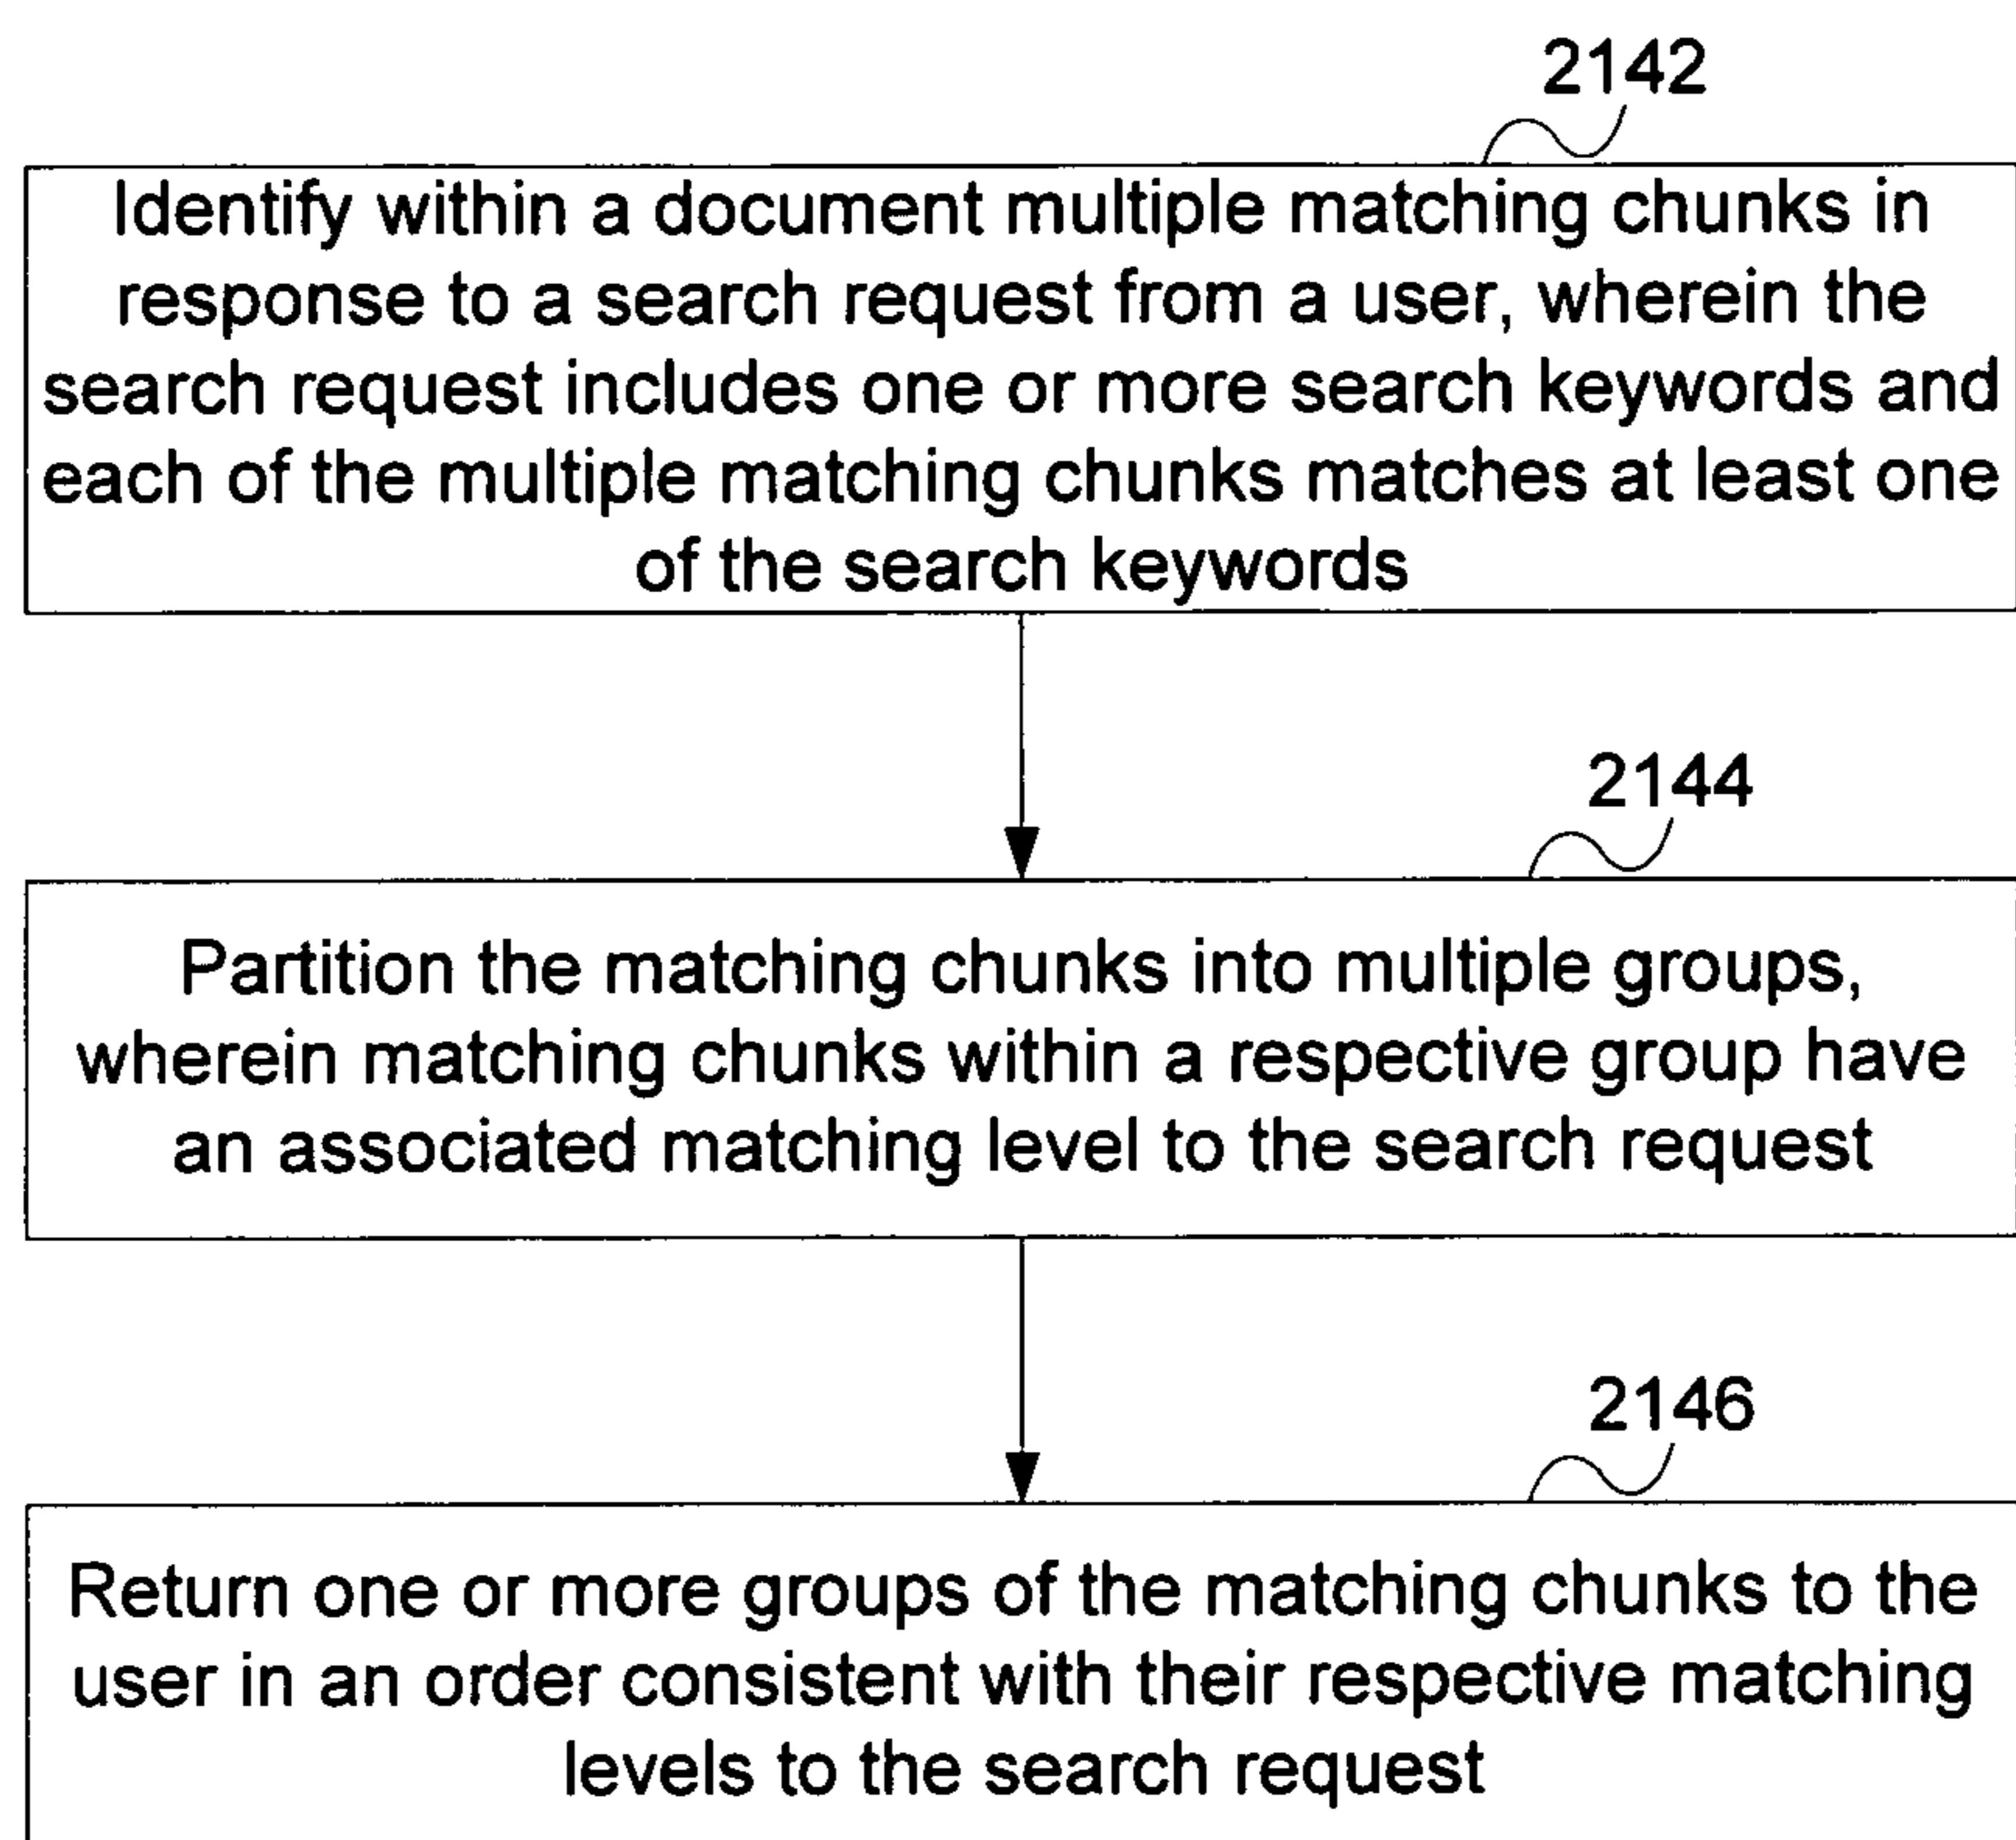 2142
Identify within a document multiple matching chunks in
response to a search request from a user, wherein the
search request includes one or more search keywords and
each of the multiple matching chunks matches at least one
of the search keywords
2144
Partition the matching chunks into multiple groups,
wherein matching chunks within a respective group have
an associated matching level to the search request
2146
Return one or more groups of the matching chunks to the
user in an order consistent with their respective matching
levels to the search request